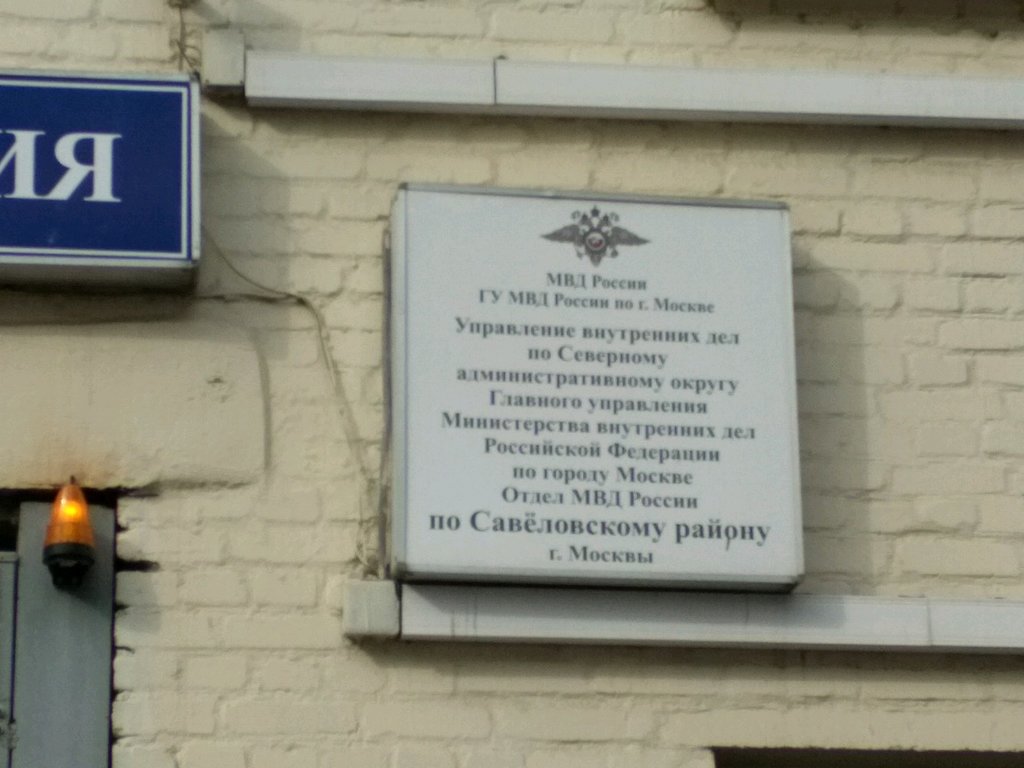 ИЯ
МВД России
ГУ МВД России по г. Москве
Управление внутренних дел
по Северному
административному округу
Главного управления
Министерства внутренних дел
Российской Федерации
по городу Москве
Отдел МВД России
по Савёловскому району
г. Москвы